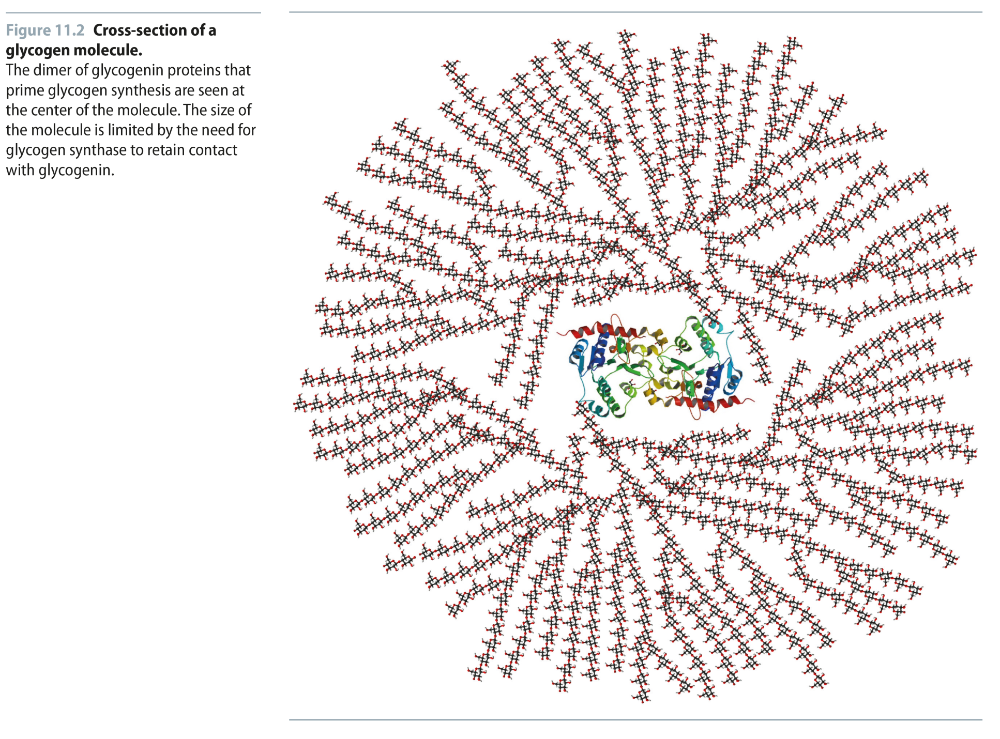 Figure 11.2 Cross-section of a
glycogen molecule.
The dimer of glycogenin proteins that
prime glycogen synthesis are seen at
the center of the molecule. The size of
the molecule is limited by the need for
glycogen synthase to retain contact
with glycogenin.